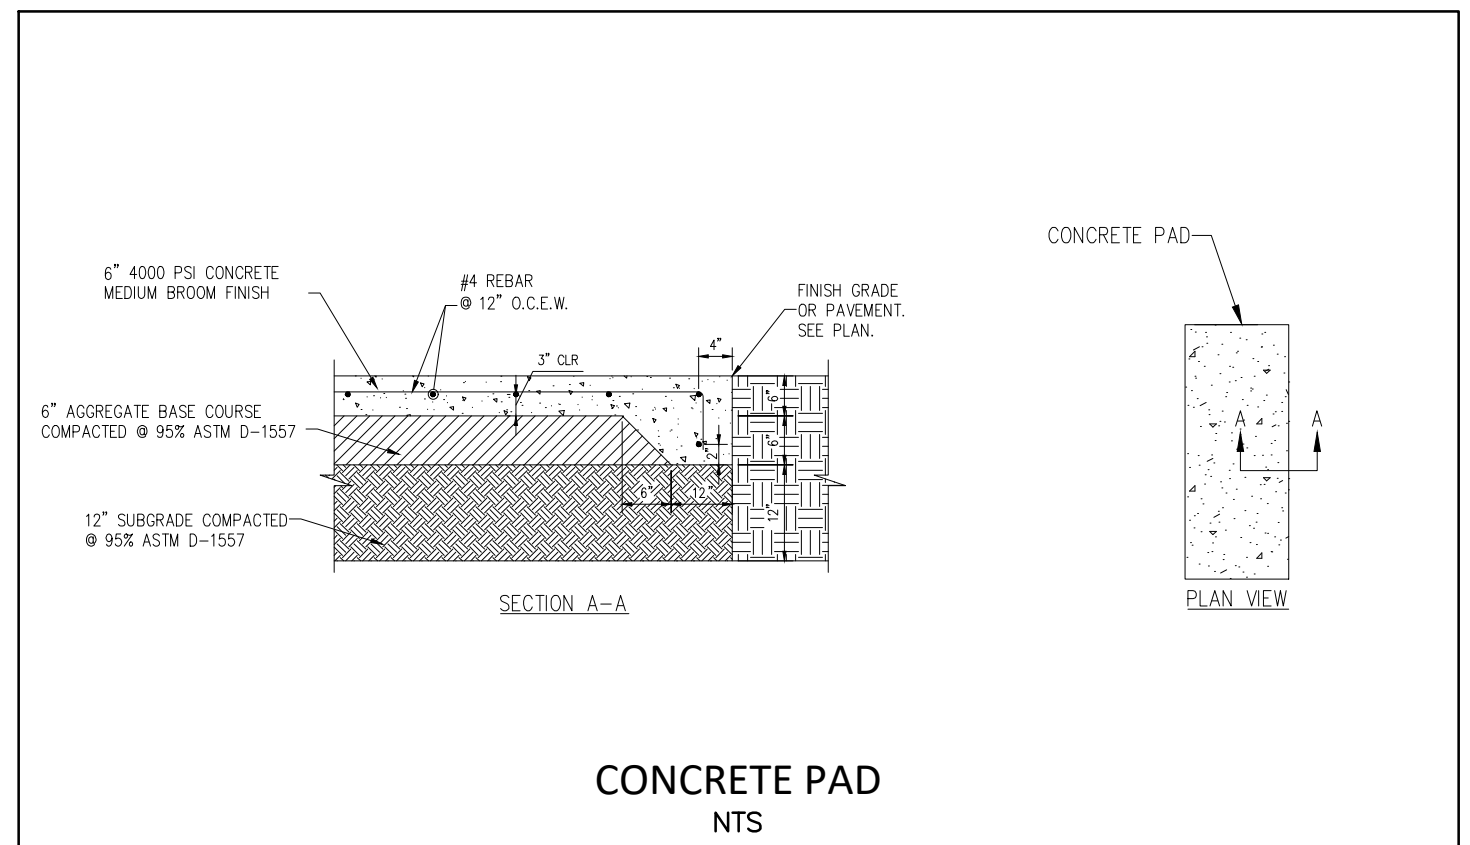 CONCRETE PAD
6" 4000 PSI CONCRETE
MEDIUM BROOM FINISH
#4 REBAR
@ 12" O.C.E.W.
FINISH GRADE
OR PAVEMENT.
SEE PLAN.
4"
3" CLR
6"
6" AGGREGATE BASE COURSE
COMPACTED @ 95% ASTM D-1557
6"
2"
A A
6"
12"
12"
12" SUBGRADE COMPACTED
@ 95% ASTM D-1557
SECTION A-A
PLAN VIEW
CONCRETE PAD
NTS